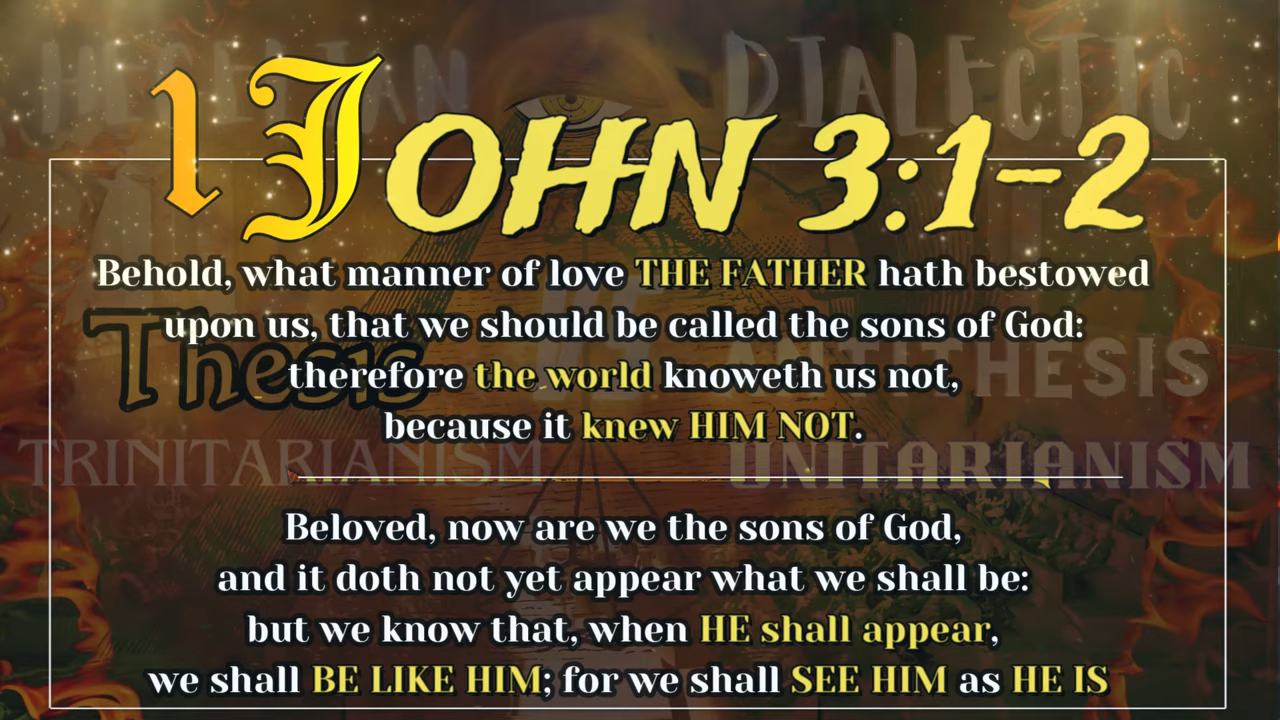 HEGELIAN DIALECTIC
1 JOHN 3:1-2
Behold, what manner of love THE FATHER hath bestowed
upon us, that we should be called the sons of God:
Thesis ANTITHESIS
therefore the world knoweth us not,
because it knew HIM NOT.
TRINITARIANISM UNITARIANISM
Beloved, now are we the sons of God,
and it doth not yet appear what we shall be:
but we know that, when HE shall appear,
we shall BE LIKE HIM; for we shall SEE HIM as HE IS